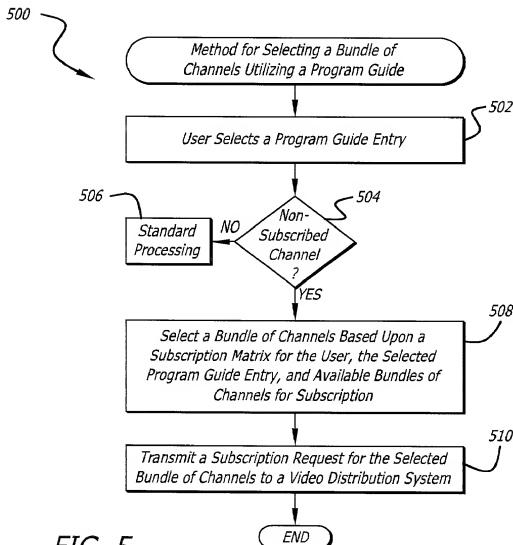 500
Method for Selecting a Bundle of
Channels Utilizing a Program Guide
502
User Selects a Program Guide Entry
504
506
Non-
Subscribed
Channel
?
NO
Standard
Processing
YES
508
Select a Bundle of Channels Based Upon a
Subscription Matrix for the User, the Selected
Program Guide Entry, and Available Bundles of
Channels for Subscription
510
Transmit a Subscription Request for the Selected
Bundle of Channels to a Video Distribution System
END
FIG. 5